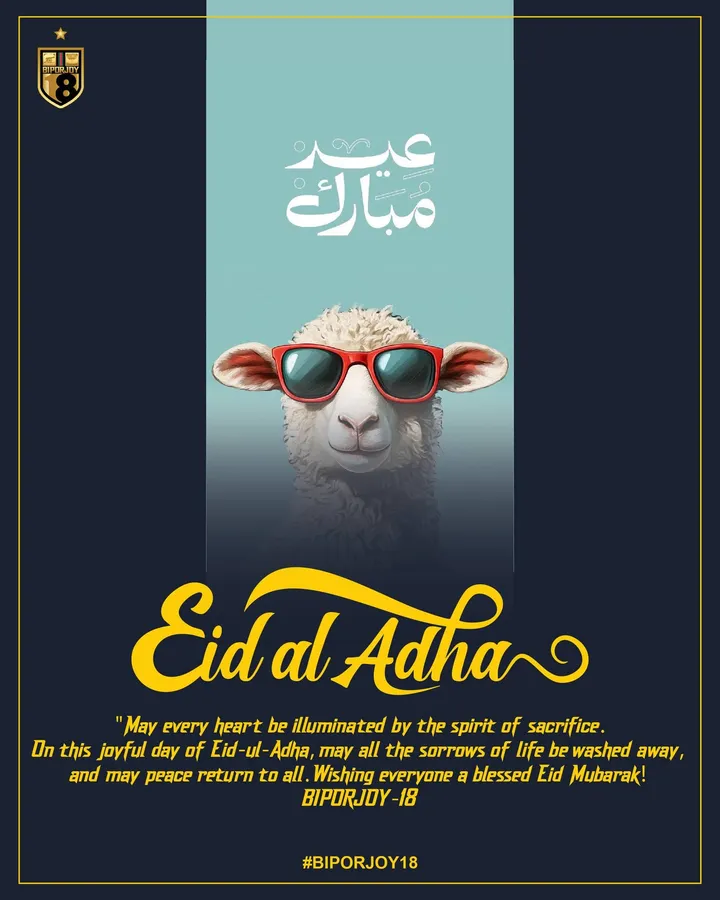 BIPORJOY
18
عيد
مبارك
Eid al Adha
"May every heart be illuminated by the spirit of sacrifice.
On this joyful day of Eid-ul-Adha, may all the sorrows of life be washed away,
and may peace return to all. Wishing everyone a blessed Eid Mubarak!
BIPORJOY-18
#BIPORJOY18